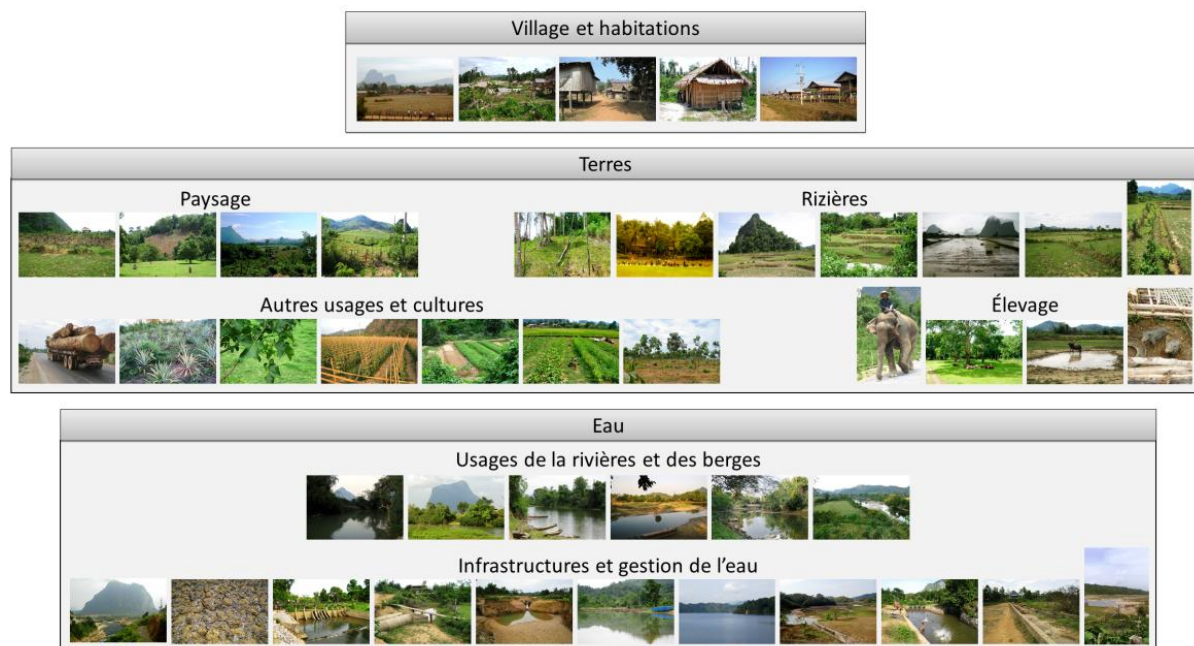 Village et habitations
Terres
Paysage
Rizières
Autres usages et cultures
Élevage
Eau
Usages de la rivières et des berges
Infrastructures et gestion de l'eau